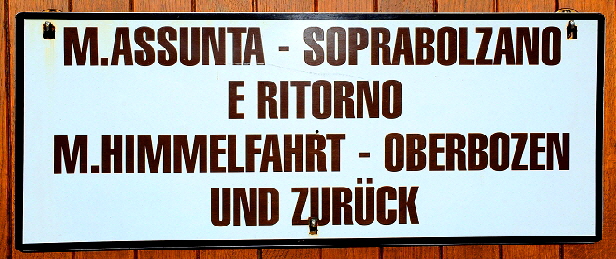 M.ASSUNTA - SOPRABOLZANO
E RITORNO
M.HIMMELFAHRT - OBERBOZEN
UND ZURÜCK